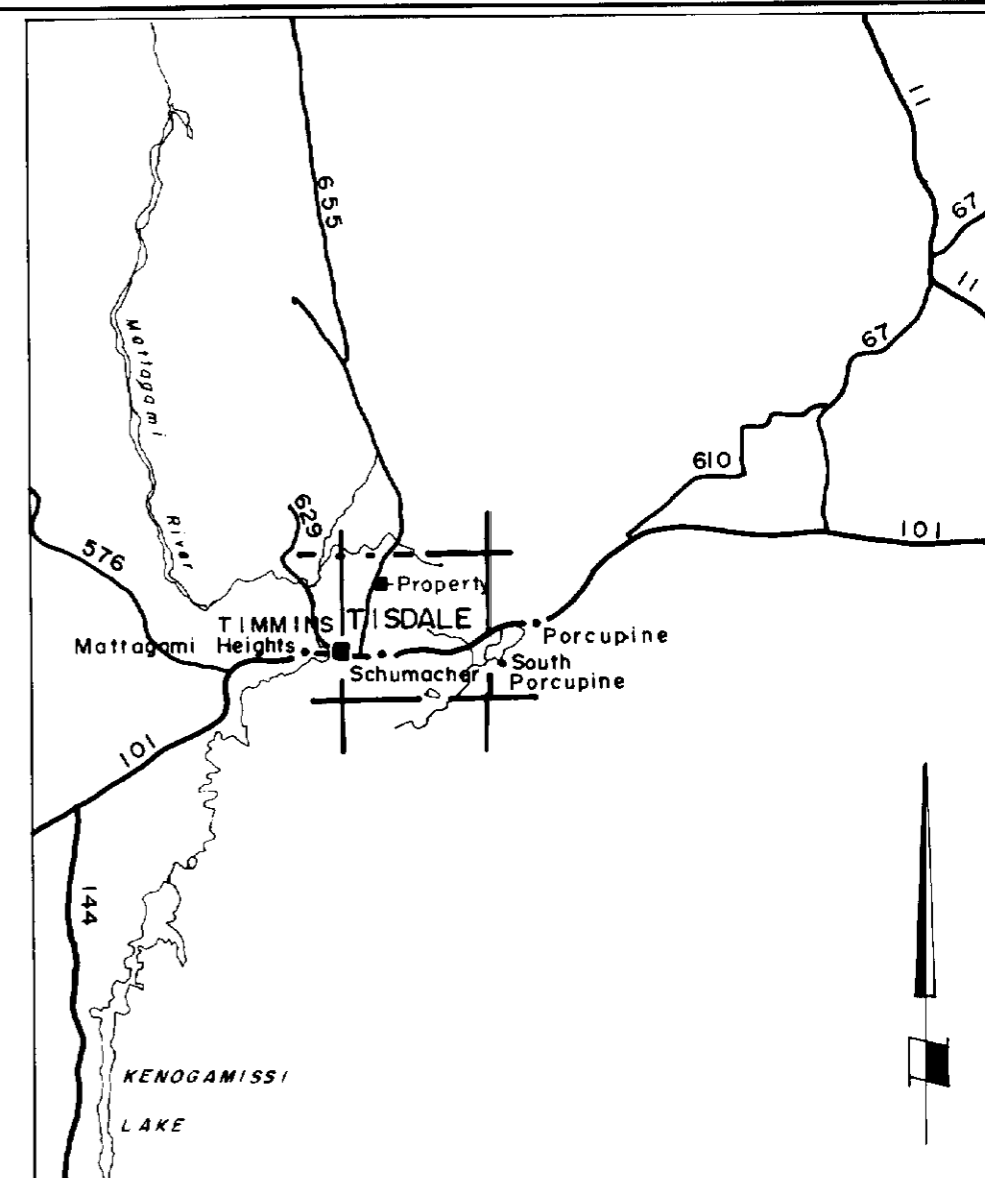 11
67
655
11
Mattagami
River
67
610
629
101
576
Property
TIMMINS
TISDALE
Mattagami Heights
Porcupine
Schumacher
South
Porcupine
101
144
KENOGAMISSI
LAKE